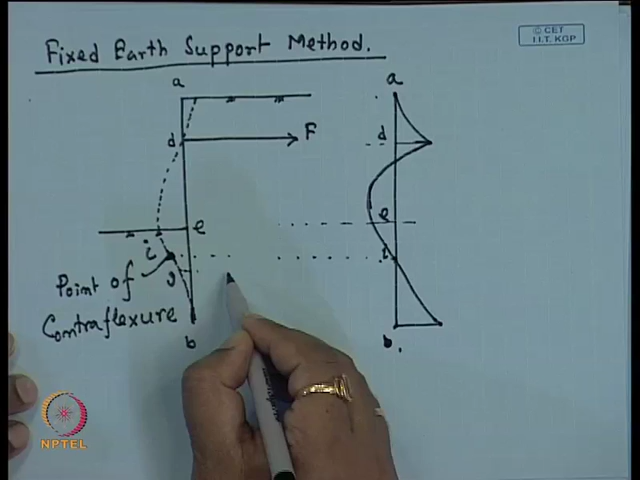 Fixed Earth Support Method.
© CET
I.I.T. KGP
a
a
d
F
d
e
e
i
i
Point of
Contraflexure
b
b.
NPTEL